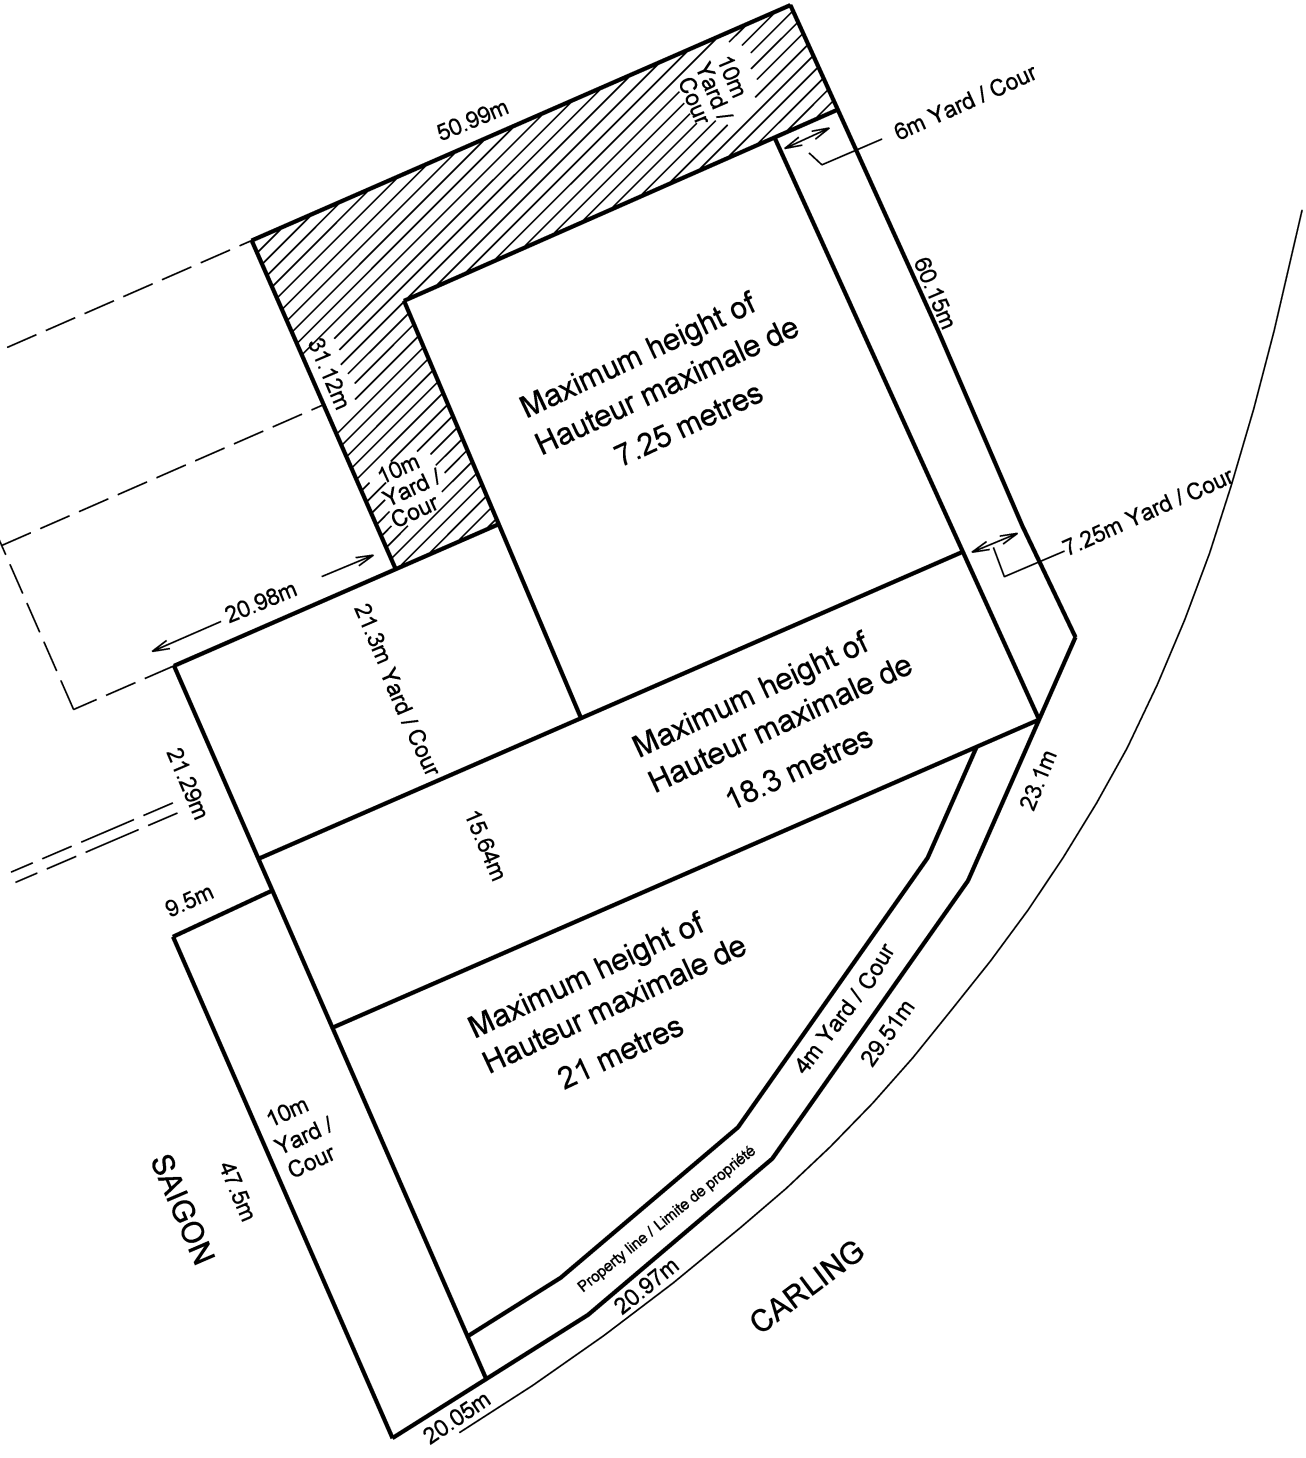 50.99m
10m
Yard /
Cour
6m Yard / Cour
60.15m
31.12m
Maximum height of
Hauteur maximale de
7.25 metres
10m
Yard /
Cour
7.25m Yard / Cour
20.98m
21.3m Yard / Cour
Maximum height of
Hauteur maximale de
18.3 metres
21.29m
23.1m
15.64m
9.5m
Maximum height of
Hauteur maximale de
21 metres
4m Yard / Cour
29.51m
10m
Yard /
Cour
SAIGON
47.5m
Property line / Limite de propriété
20.97m
CARLING
20.05m